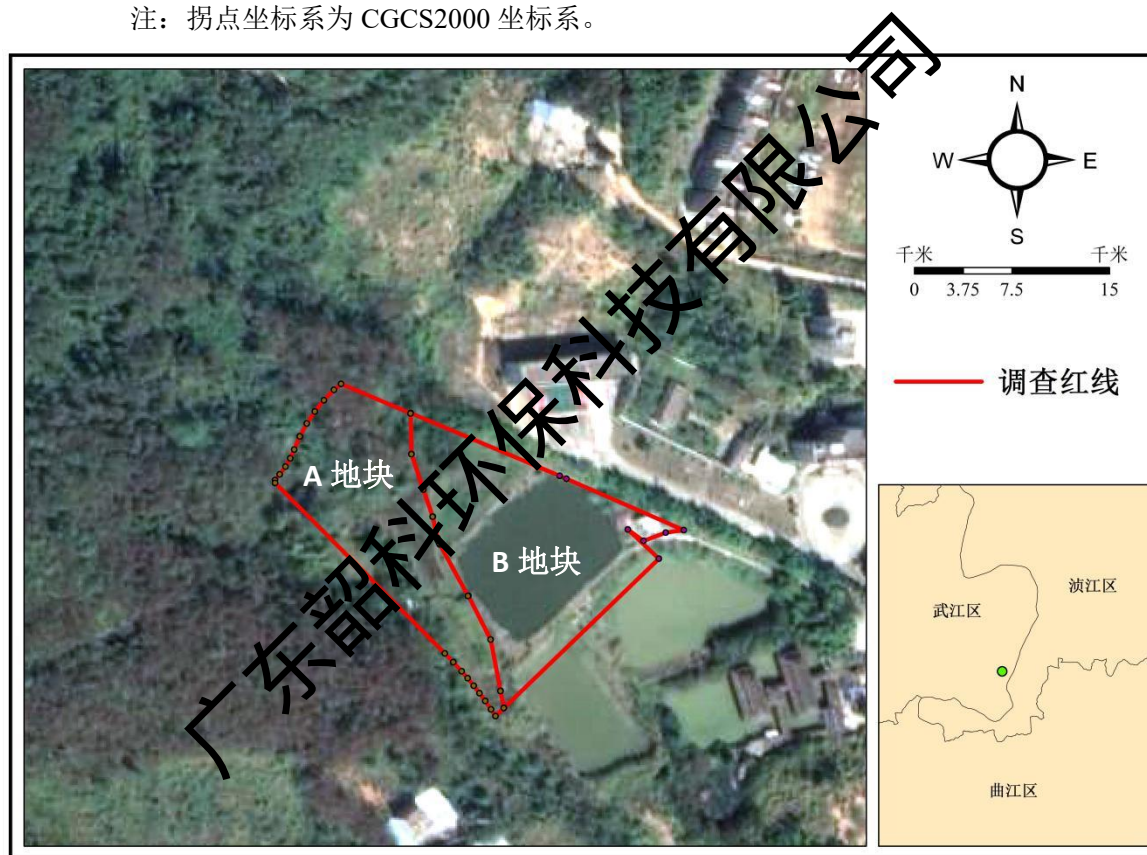 注：拐点坐标系为 CGCS2000 坐标系。
N
W E
S
千米 千米
0 3.75 7.5 15
调查红线
A 地块
B 地块
武江区
浈江区
曲江区
广东韶科环保科技有限公司